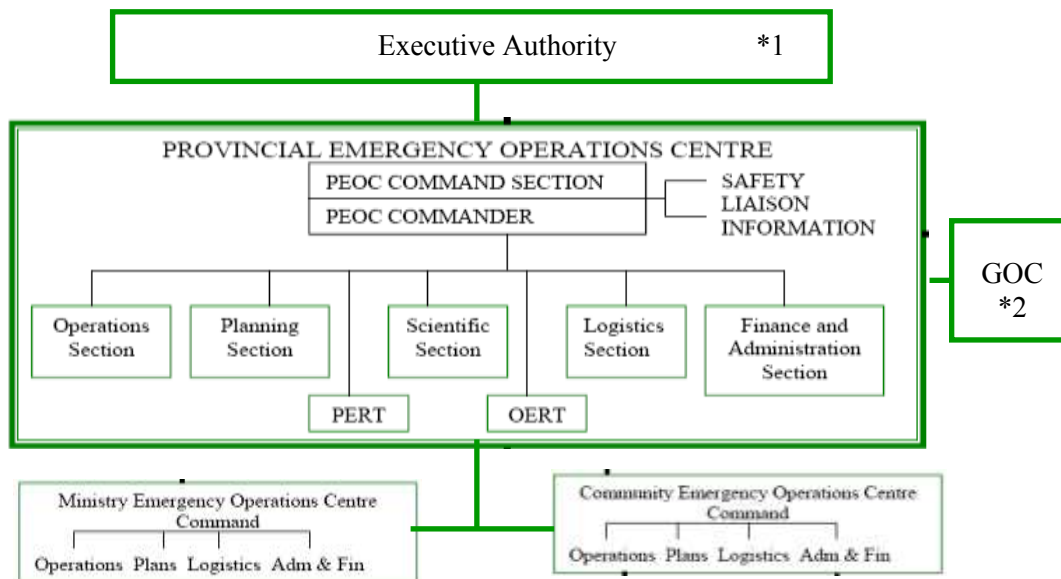 Executive Authority *1
PROVINCIAL EMERGENCY OPERATIONS CENTRE
PEOC COMMAND SECTION
PEOC COMMANDER
SAFETY
LIAISON
INFORMATION
GOC
*2
Operations
Section
Planning
Section
Scientific
Section
Logistics
Section
Finance and
Administration
Section
PERT
OERT
Ministry Emergency Operations Centre
Command
Operations Plans Logistics Adm & Fin
Community Emergency Operations Centre
Command
Operations Plans Logistics Adm & Fin